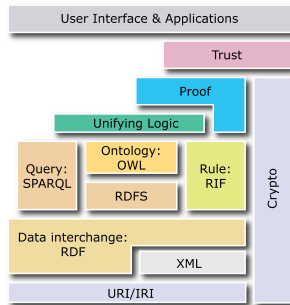 User Interface & Applications
Trust
Proof
Unifying Logic
Query:
SPARQL
Ontology:
OWL
Rule:
RIF
RDFS
Crypto
Data interchange:
RDF
XML
URI/IRI